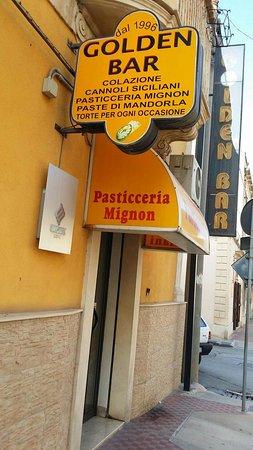 dal 1996
GOLDEN
BAR
COLAZIONE
CANNOLI SICILIANI
PASTICCERIA MIGNON
PASTE DI MANDORLA
TORTE PER OGNI OCCASIONE
Pasticceria
Mignon
GOLDEN BAR